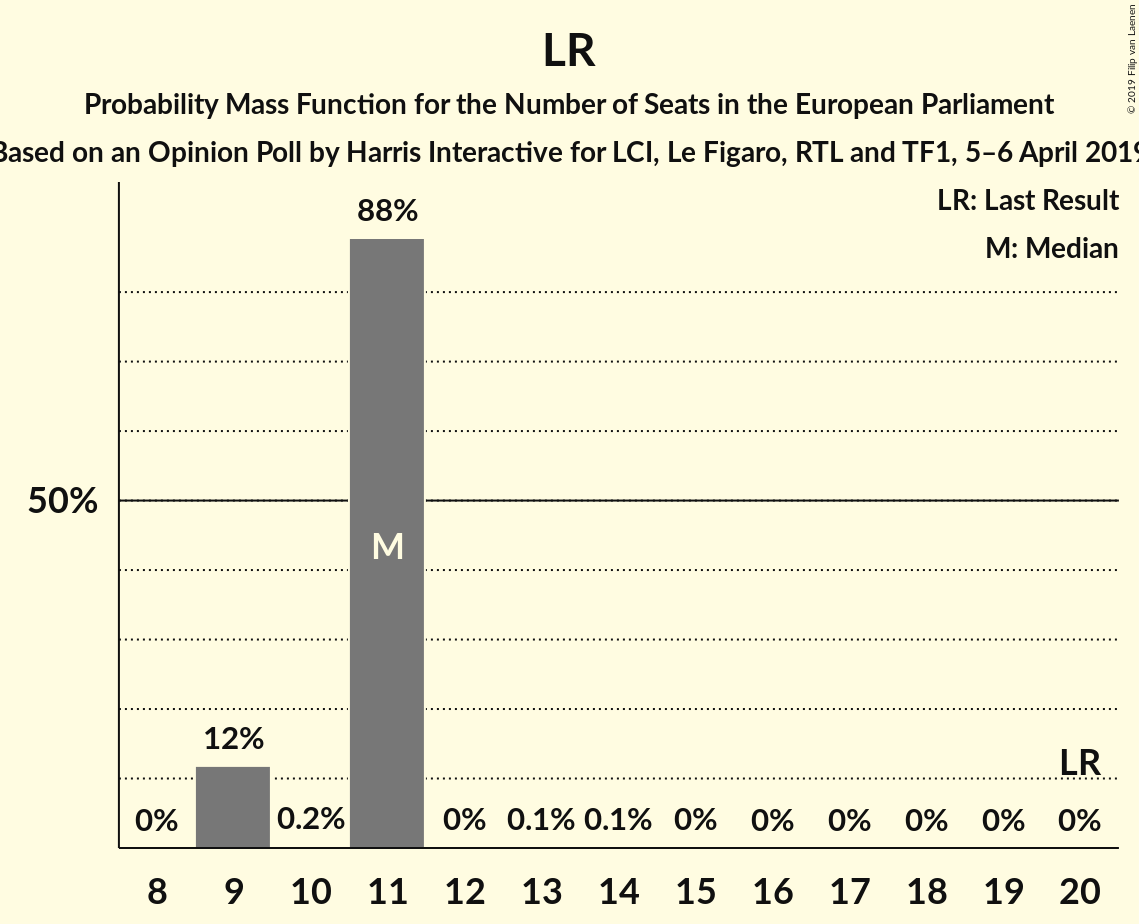 LR
Probability Mass Function for the Number of Seats in the European Parliament
Based on an Opinion Poll by Harris Interactive for LCI, Le Figaro, RTL and TF1, 5–6 April 2019
© 2019 Filip van Laenen
LR: Last Result
M: Median
88%
50%
M
12%
LR
0% 0.2% 0% 0.1% 0.1% 0% 0% 0% 0% 0% 0%
8 9 10 11 12 13 14 15 16 17 18 19 20